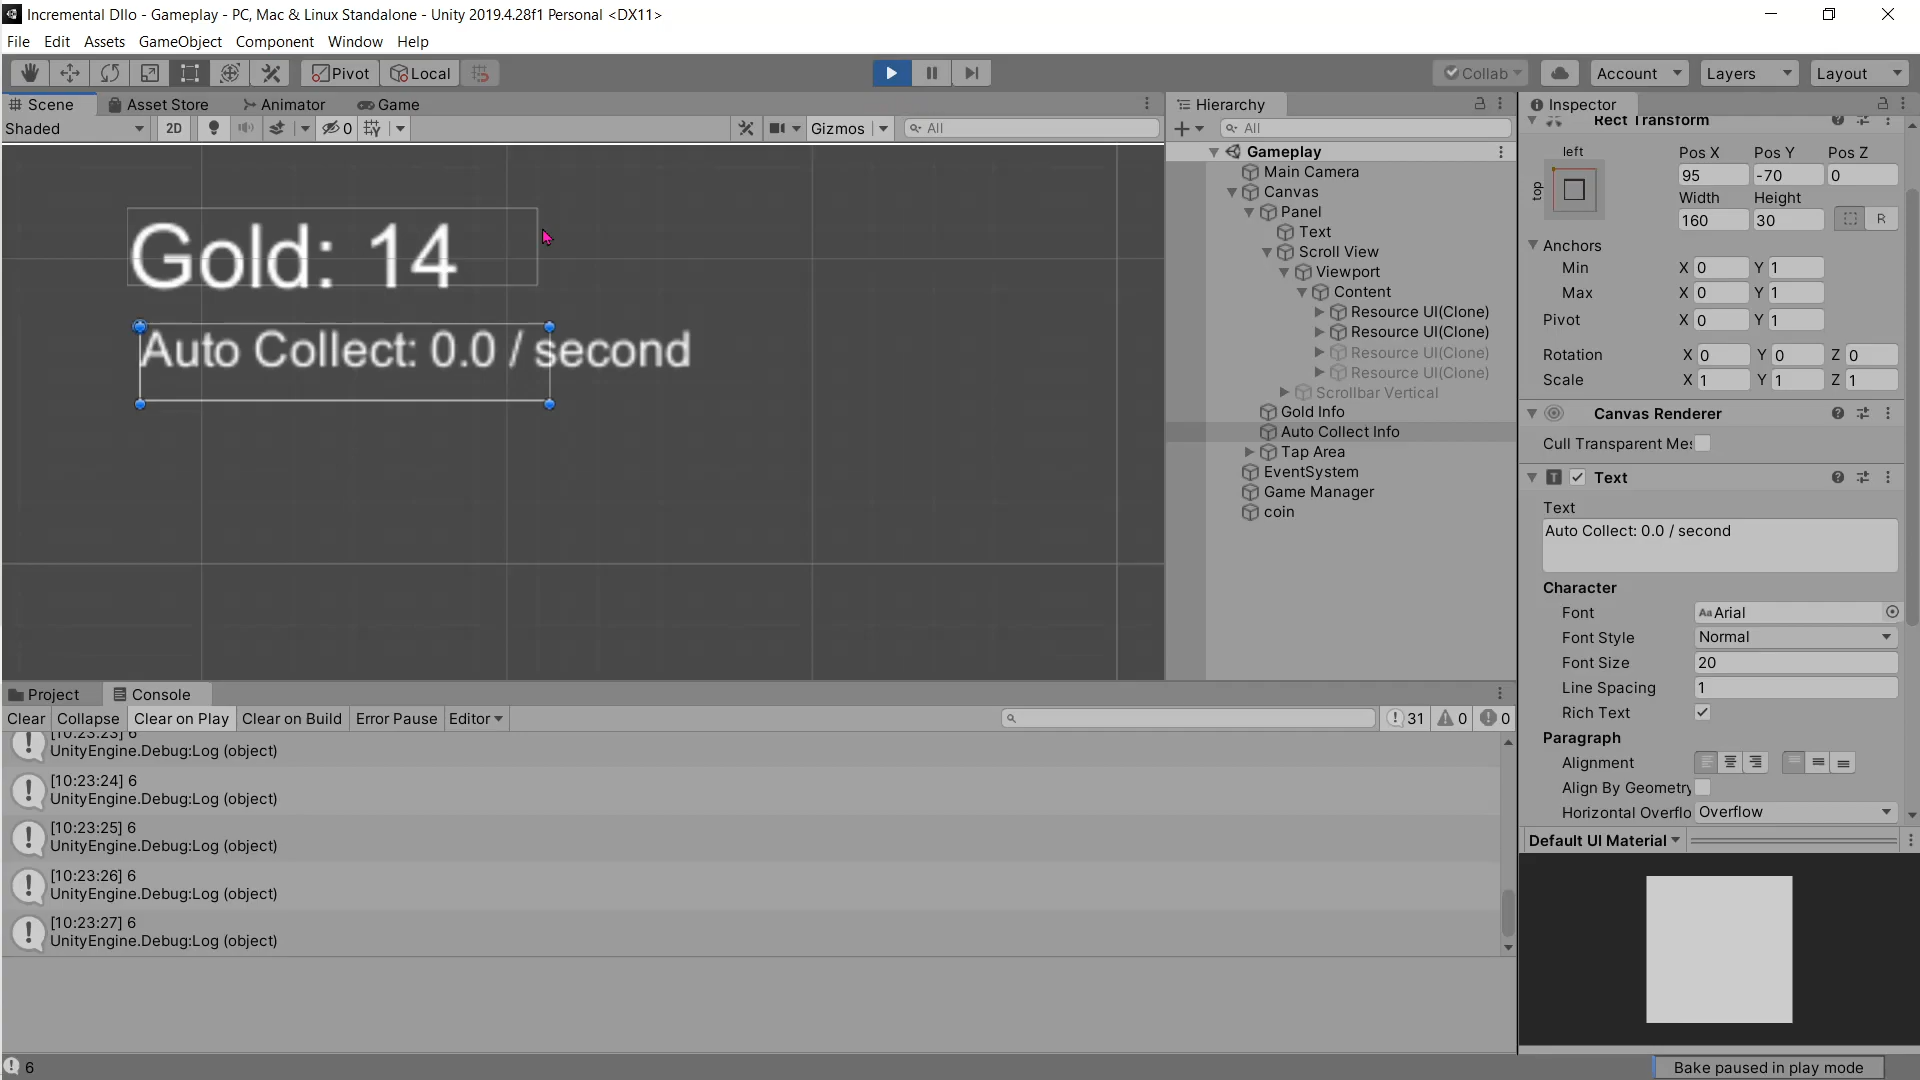 Incremental Dllo - Gameplay - PC, Mac & Linux Standalone - Unity 2019.4.28f1 Personal <DX11>
File Edit Assets GameObject Component Window Help
Pivot Local Collab Account Layers Layout
Scene Asset Store Animator Game
Shaded 2D 0 Gizmos All
Gold: 14
Auto Collect: 0.0 / second
Hierarchy
All
Gameplay
Main Camera
Canvas
Panel
Text
Scroll View
Viewport
Content
Resource UI(Clone)
Resource UI(Clone)
Resource UI(Clone)
Resource UI(Clone)
Scrollbar Vertical
Gold Info
Auto Collect Info
Tap Area
EventSystem
Game Manager
coin
Inspector
Rect Transform
left
top
Pos X Pos Y Pos Z
95 -70 0
Width Height
160 30 R
Anchors
Min X 0 Y 1
Max X 0 Y 1
Pivot X 0 Y 1
Rotation X 0 Y 0 Z 0
Scale X 1 Y 1 Z 1
Canvas Renderer
Cull Transparent Mes
Text
Text
Auto Collect: 0.0 / second
Character
Font Arial
Font Style Normal
Font Size 20
Line Spacing 1
Rich Text
Paragraph
Alignment
Align By Geometry
Horizontal Overflo Overflow
Default UI Material
Project Console
Clear Collapse Clear on Play Clear on Build Error Pause Editor 31 0 0
[10:23:23] 6
UnityEngine.Debug:Log (object)
[10:23:24] 6
UnityEngine.Debug:Log (object)
[10:23:25] 6
UnityEngine.Debug:Log (object)
[10:23:26] 6
UnityEngine.Debug:Log (object)
[10:23:27] 6
UnityEngine.Debug:Log (object)
6
Bake paused in play mode